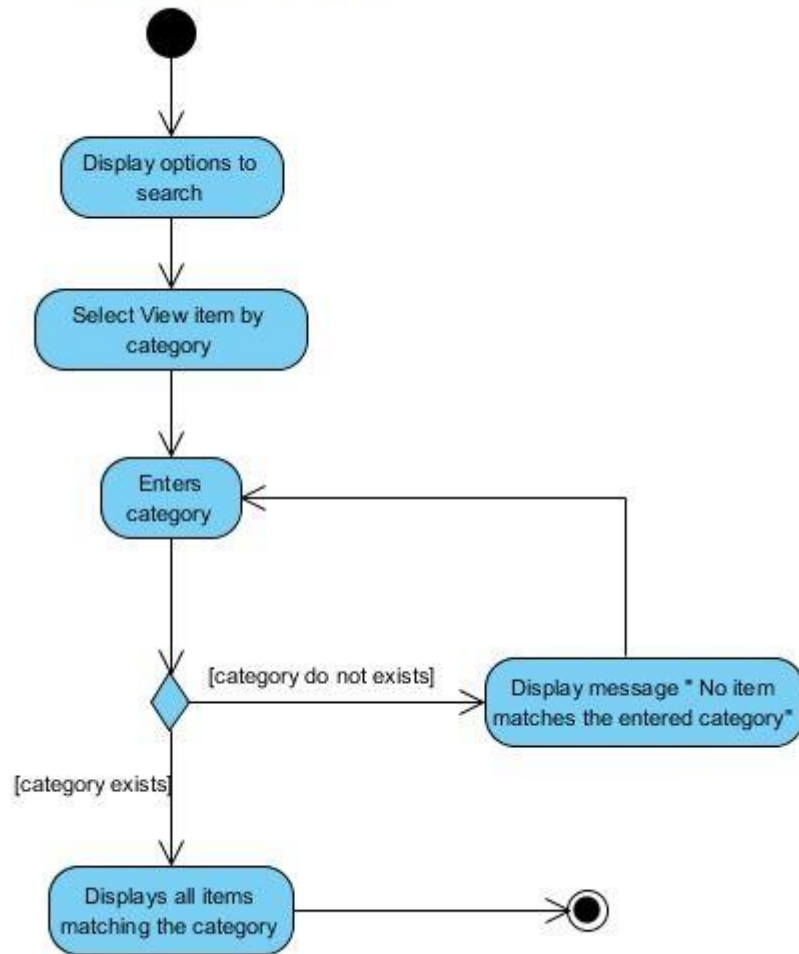 Display options to
search
Select View item by
category
Enters
category
[category do not exists]
Display message " No item
matches the entered category"
[category exists]
Displays all items
matching the category